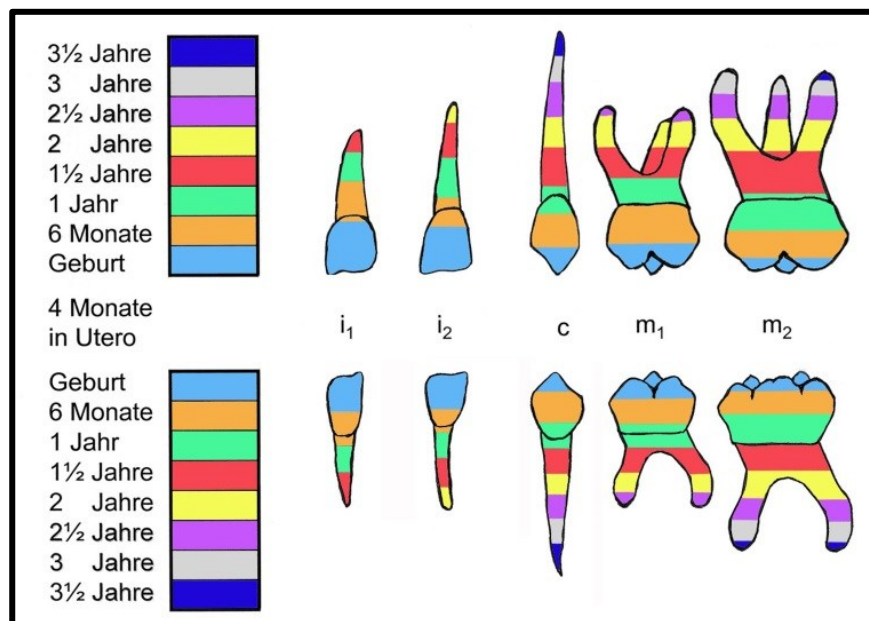 3½ Jahre
3 Jahre
2½ Jahre
2 Jahre
1½ Jahre
1 Jahr
6 Monate
Geburt
4 Monate
in Utero
i₁ i₂ c m₁ m₂
Geburt
6 Monate
1 Jahr
1½ Jahre
2 Jahre
2½ Jahre
3 Jahre
3½ Jahre